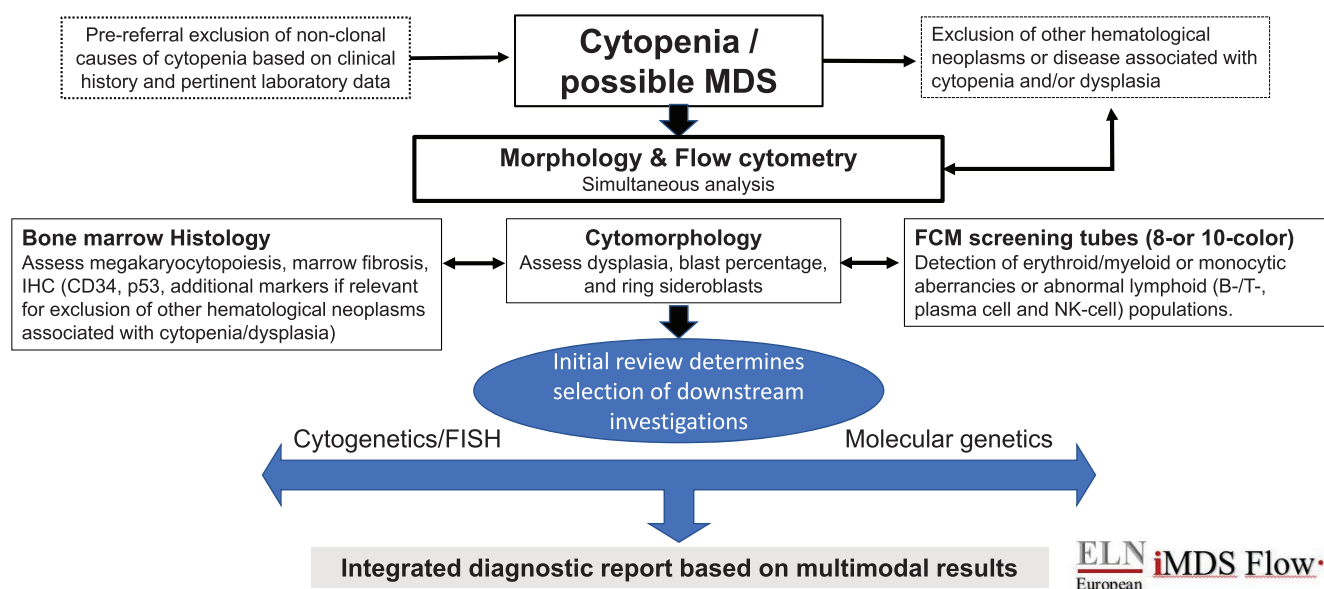 Pre-referral exclusion of non-clonal
causes of cytopenia based on clinical
history and pertinent laboratory data
Cytopenia /
possible MDS
Exclusion of other hematological
neoplasms or disease associated with
cytopenia and/or dysplasia
Morphology & Flow cytometry
Simultaneous analysis
Bone marrow Histology
Assess megakaryocytopoiesis, marrow fibrosis,
IHC (CD34, p53, additional markers if relevant
for exclusion of other hematological neoplasms
associated with cytopenia/dysplasia)
Cytomorphology
Assess dysplasia, blast percentage,
and ring sideroblasts
FCM screening tubes (8-or 10-color)
Detection of erythroid/myeloid or monocytic
aberrancies or abnormal lymphoid (B-/T-,
plasma cell and NK-cell) populations.
Initial review determines
selection of downstream
investigations
Cytogenetics/FISH
Molecular genetics
Integrated diagnostic report based on multimodal results
ELN
European
iMDS Flow